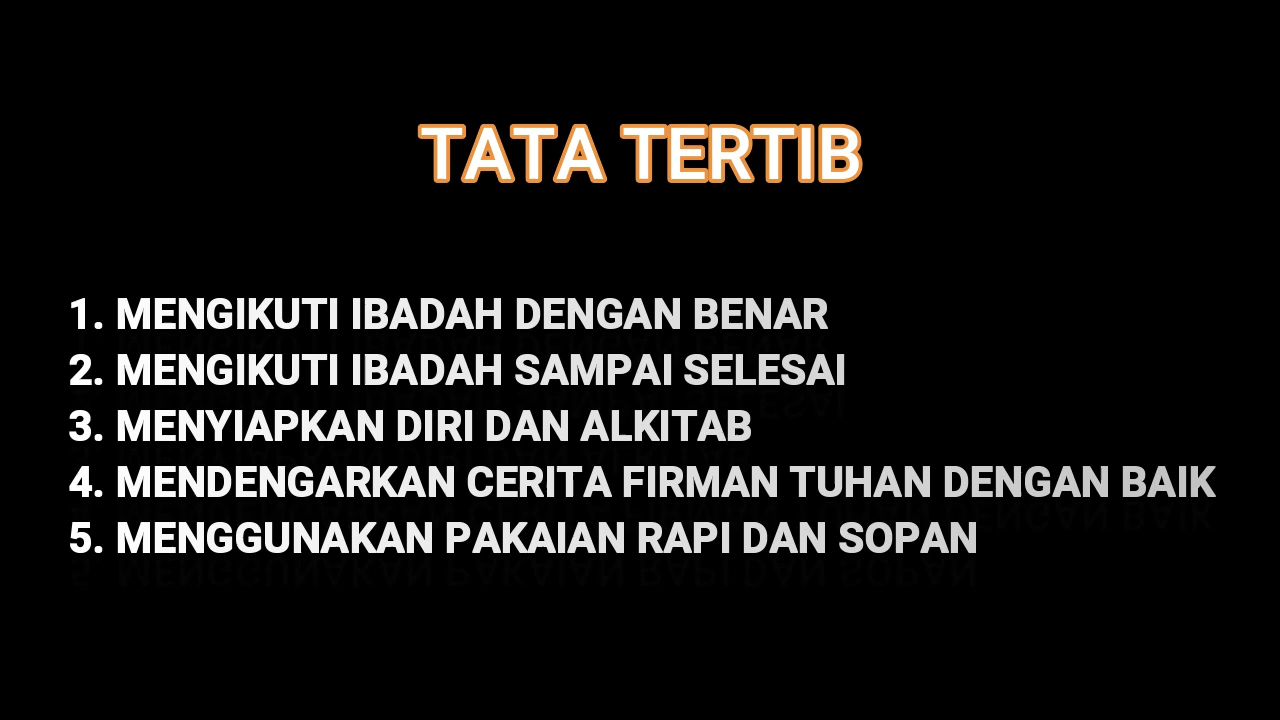 TATA TERTIB
1. MENGIKUTI IBADAH DENGAN BENAR
2. MENGIKUTI IBADAH SAMPAI SELESAI
3. MENYIAPKAN DIRI DAN ALKITAB
4. MENDENGARKAN CERITA FIRMAN TUHAN DENGAN BAIK
5. MENGGUNAKAN PAKAIAN RAPI DAN SOPAN